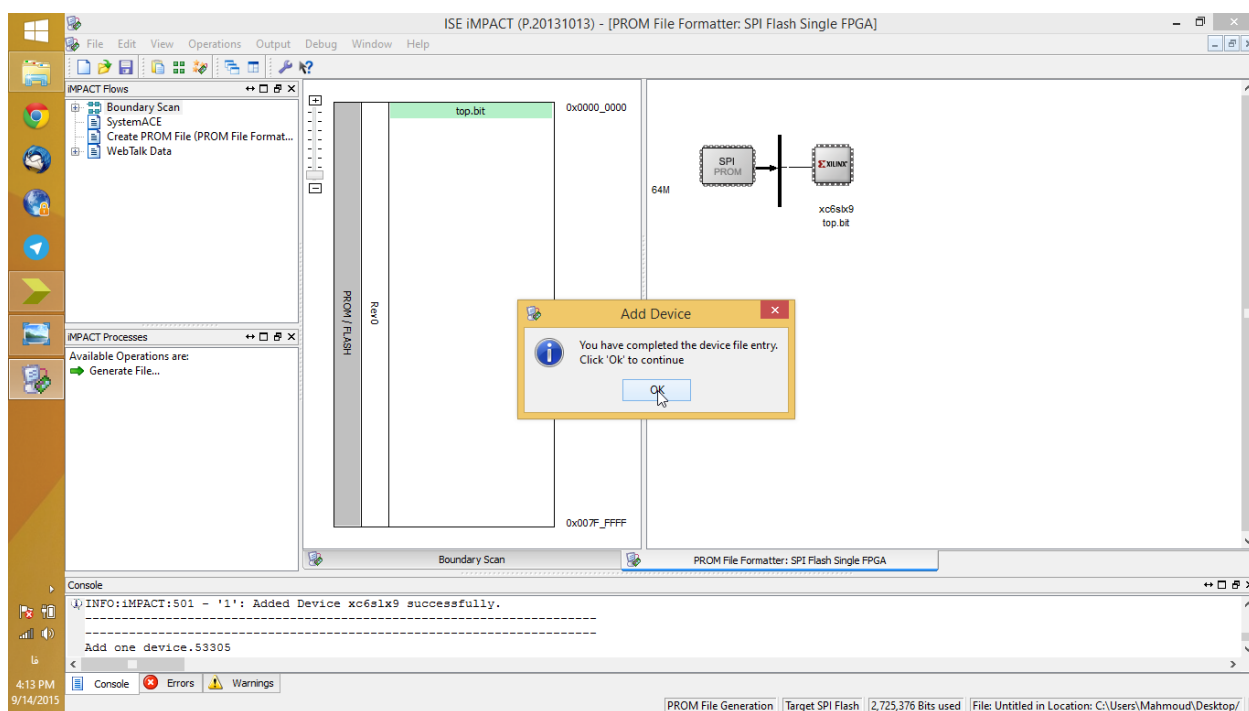 ISE iMPACT (P.20131013) - [PROM File Formatter: SPI Flash Single FPGA]
File Edit View Operations Output Debug Window Help
iMPACT Flows
Boundary Scan
SystemACE
Create PROM File (PROM File Format...
WebTalk Data
iMPACT Processes
Available Operations are:
Generate File...
top.bit
0x0000_0000
PROM / FLASH
Rev0
0x007F_FFFF
64M
SPI
PROM
XILINX
xc6slx9
top.bit
Add Device
You have completed the device file entry.
Click 'Ok' to continue
OK
Boundary Scan
PROM File Formatter: SPI Flash Single FPGA
Console
INFO:iMPACT:501 - '1': Added Device xc6slx9 successfully.
----------------------------------------------------------------------
----------------------------------------------------------------------
Add one device.53305
Console Errors Warnings
PROM File Generation Target SPI Flash 2,725,376 Bits used File: Untitled in Location: C:\Users\Mahmoud\Desktop/
فا
4:13 PM
9/14/2015